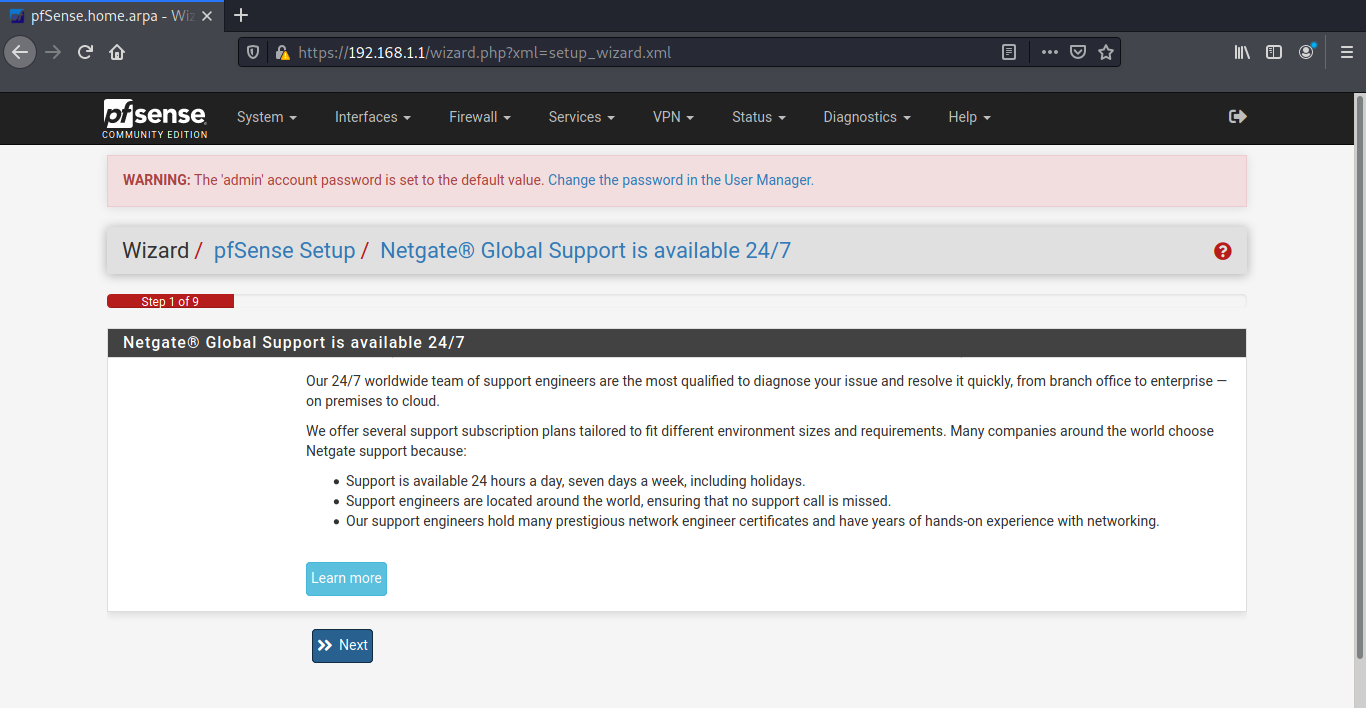 pfSense.home.arpa - Wiz
https://192.168.1.1/wizard.php?xml=setup_wizard.xml
pfsense
COMMUNITY EDITION
System
Interfaces
Firewall
Services
VPN
Status
Diagnostics
Help
WARNING: The 'admin' account password is set to the default value. Change the password in the User Manager.
Wizard / pfSense Setup / Netgate® Global Support is available 24/7
Step 1 of 9
Netgate® Global Support is available 24/7
Our 24/7 worldwide team of support engineers are the most qualified to diagnose your issue and resolve it quickly, from branch office to enterprise —
on premises to cloud.
We offer several support subscription plans tailored to fit different environment sizes and requirements. Many companies around the world choose
Netgate support because:
• Support is available 24 hours a day, seven days a week, including holidays.
• Support engineers are located around the world, ensuring that no support call is missed.
• Our support engineers hold many prestigious network engineer certificates and have years of hands-on experience with networking.
Learn more
Next